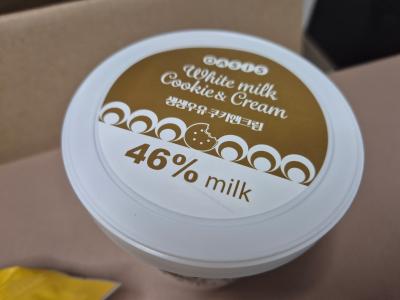 OASIS
White milk
Cookie & Cream
생생우유 쿠키앤크림
46% milk